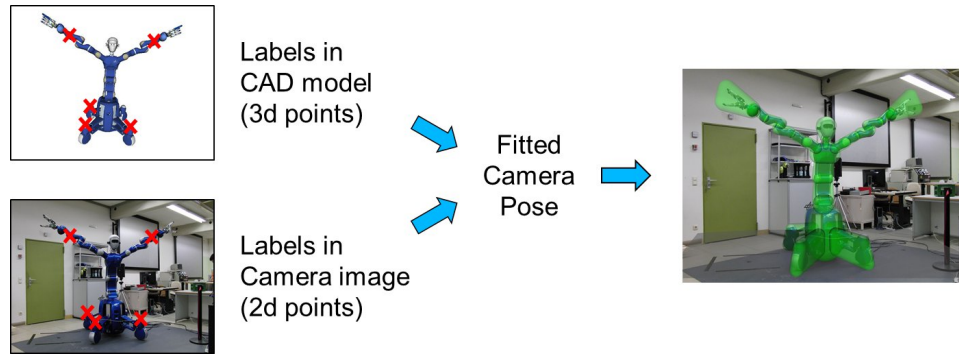 Labels in
CAD model
(3d points)
Labels in
Camera image
(2d points)
Fitted
Camera
Pose